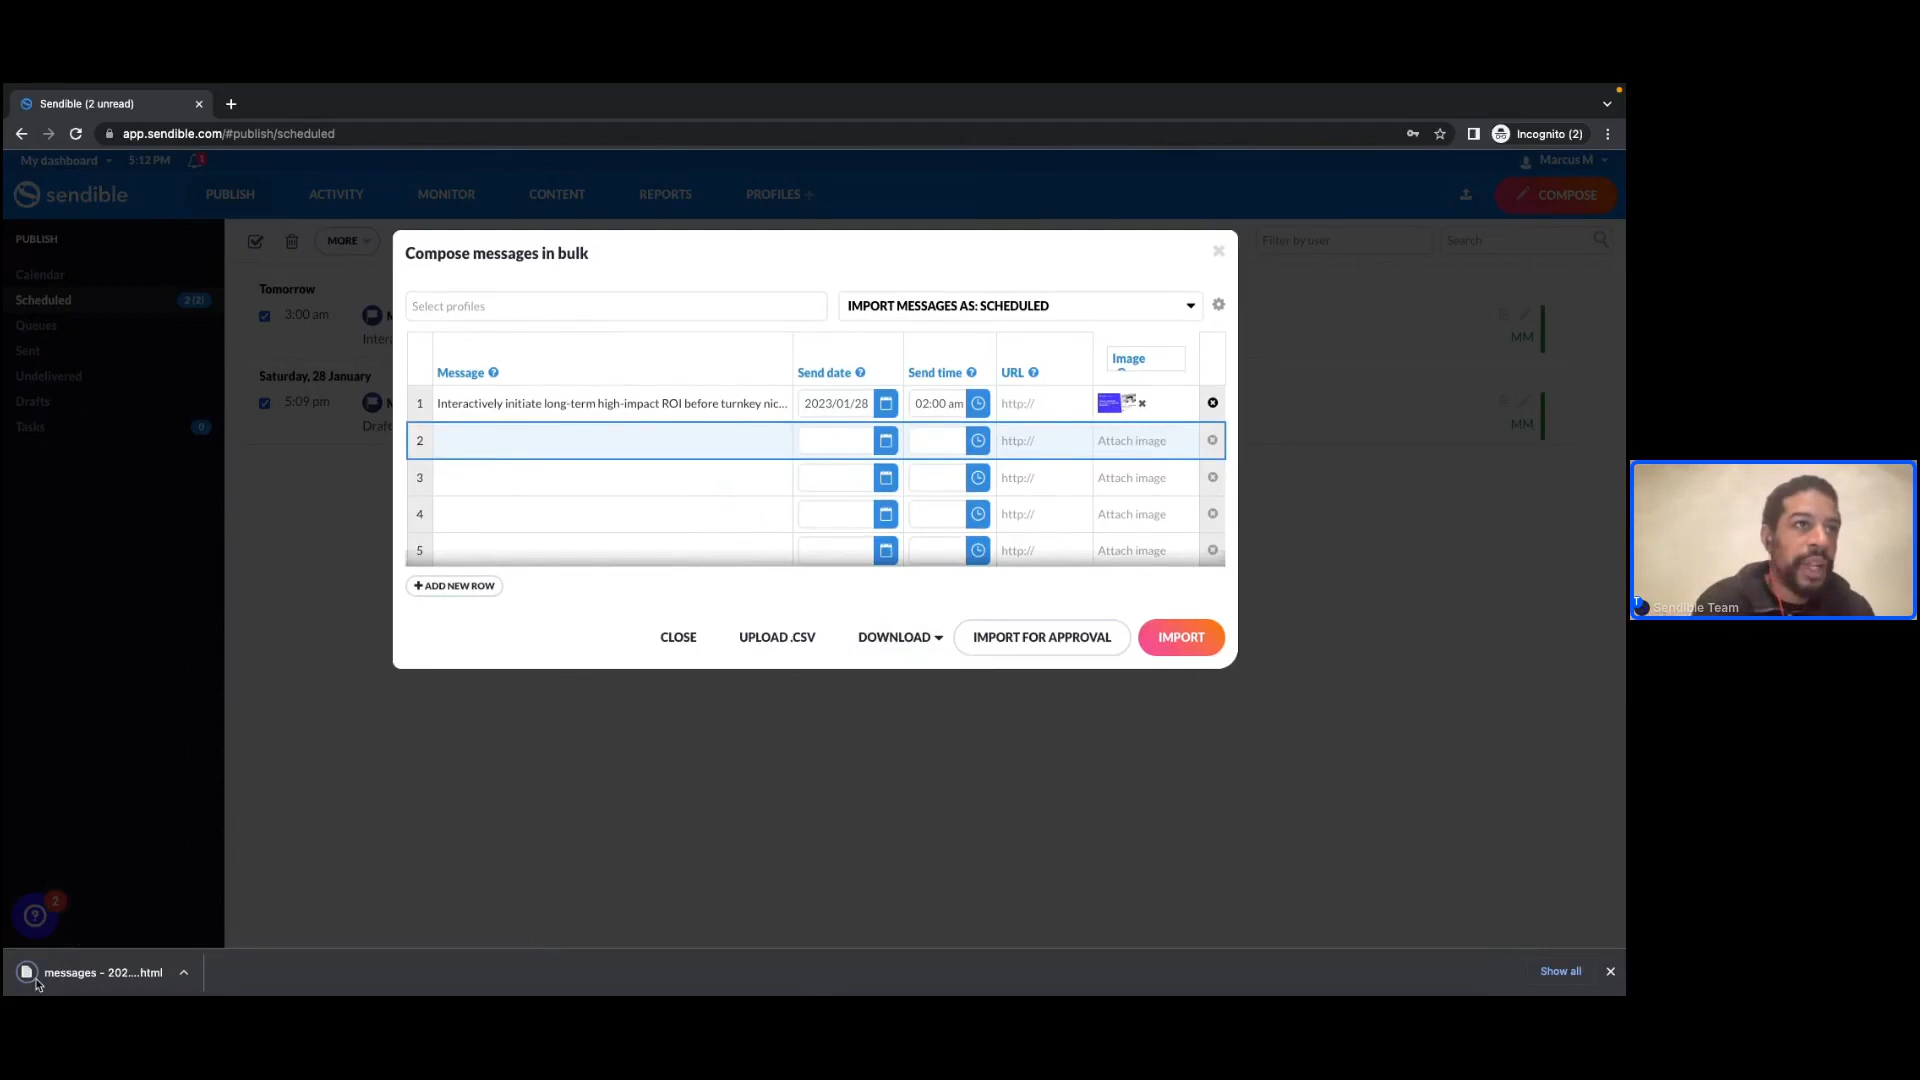 Sendible (2 unread)
app.sendible.com/#publish/scheduled
Incognito (2)
My dashboard
5:12 PM
1
Marcus M
sendible
PUBLISH
ACTIVITY
MONITOR
CONTENT
REPORTS
PROFILES +
COMPOSE
PUBLISH
Calendar
Scheduled
2 (2)
Queues
Sent
Undelivered
Drafts
Tasks
0
MORE
Filter by user
Search
Tomorrow
3:00 am
M
Intera
MM
Saturday, 28 January
5:09 pm
M
Draft
MM
Compose messages in bulk
Select profiles
IMPORT MESSAGES AS: SCHEDULED
Message
Send date
Send time
URL
Image
1 Interactively initiate long-term high-impact ROI before turnkey nic... 2023/01/28 02:00 am http://
2 http:// Attach image
3 http:// Attach image
4 http:// Attach image
5 http:// Attach image
+ ADD NEW ROW
CLOSE
UPLOAD .CSV
DOWNLOAD
IMPORT FOR APPROVAL
IMPORT
2
messages - 202....html
Show all
T
Sendible Team